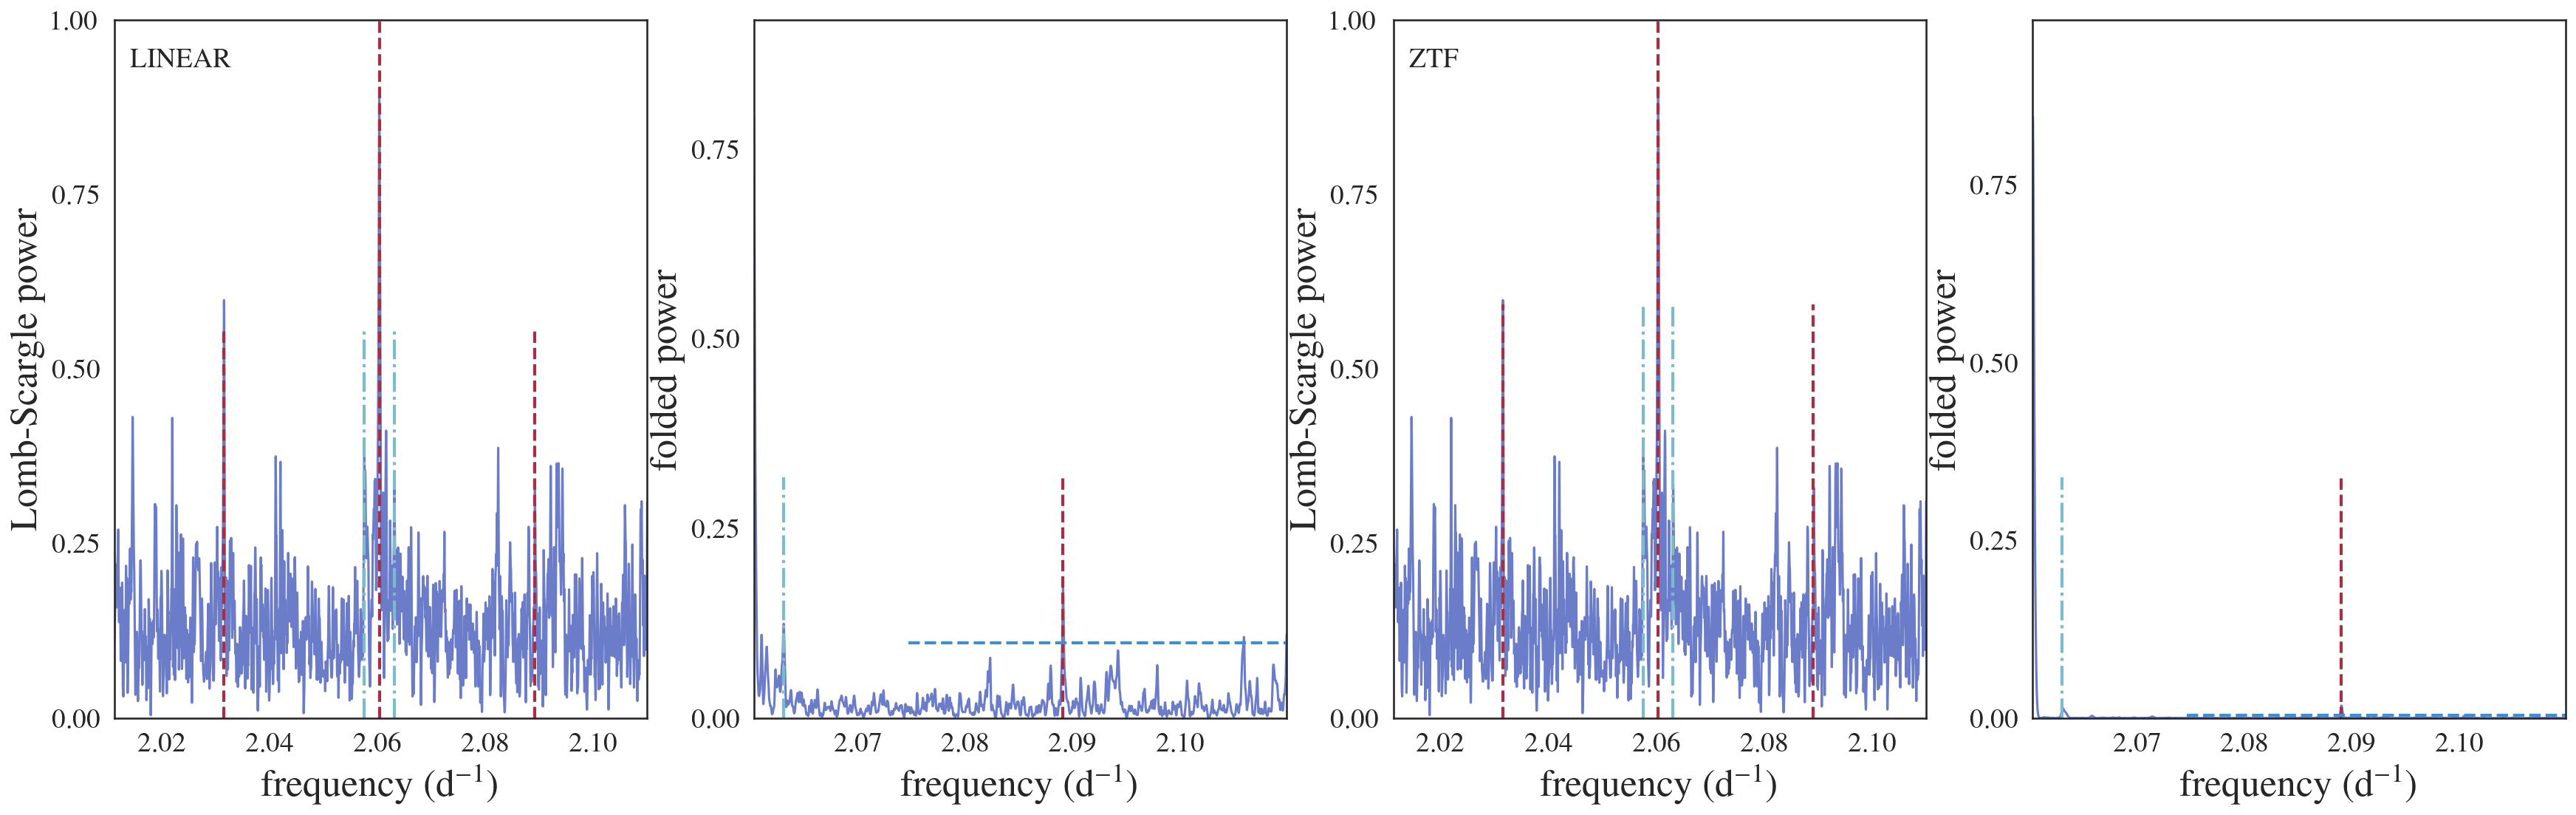 LINEAR
Lomb-Scargle power
1.00
0.75
0.50
0.25
0.00
2.02 2.04 2.06 2.08 2.10
frequency (d⁻¹)
folded power
0.75
0.50
0.25
0.00
2.07 2.08 2.09 2.10
frequency (d⁻¹)
ZTF
Lomb-Scargle power
1.00
0.75
0.50
0.25
0.00
2.02 2.04 2.06 2.08 2.10
frequency (d⁻¹)
folded power
0.75
0.50
0.25
0.00
2.07 2.08 2.09 2.10
frequency (d⁻¹)